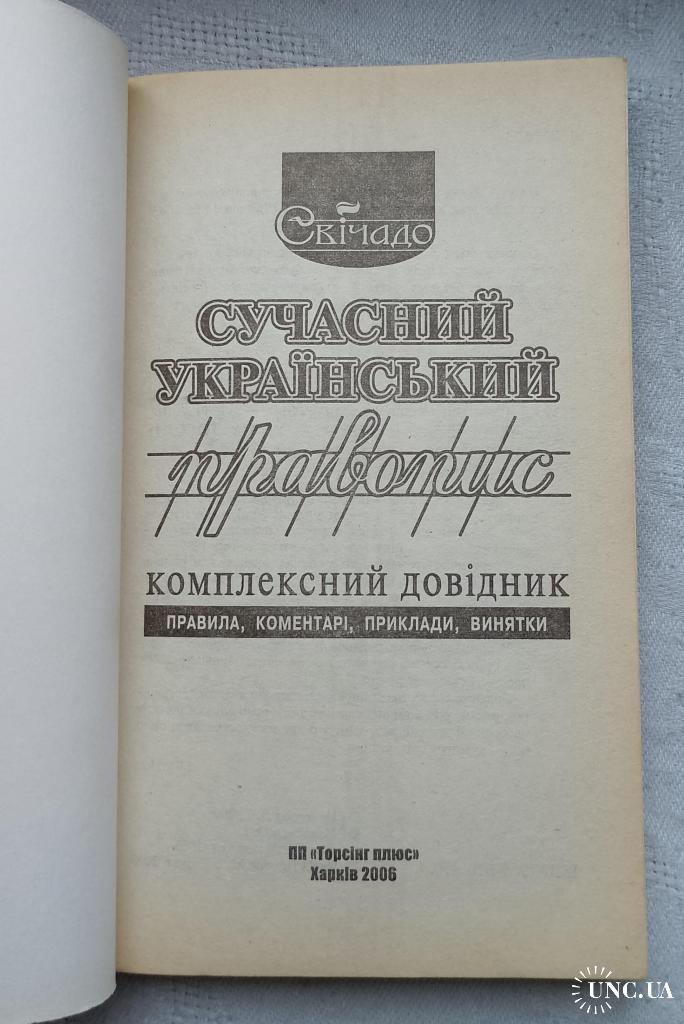 Свічадо
СУЧАСНИЙ
УКРАЇНСЬКИЙ
правопис
КОМПЛЕКСНИЙ ДОВІДНИК
ПРАВИЛА, КОМЕНТАРІ, ПРИКЛАДИ, ВИНЯТКИ
ПП «Торсінг плюс»
Харків 2006
UNC.UA